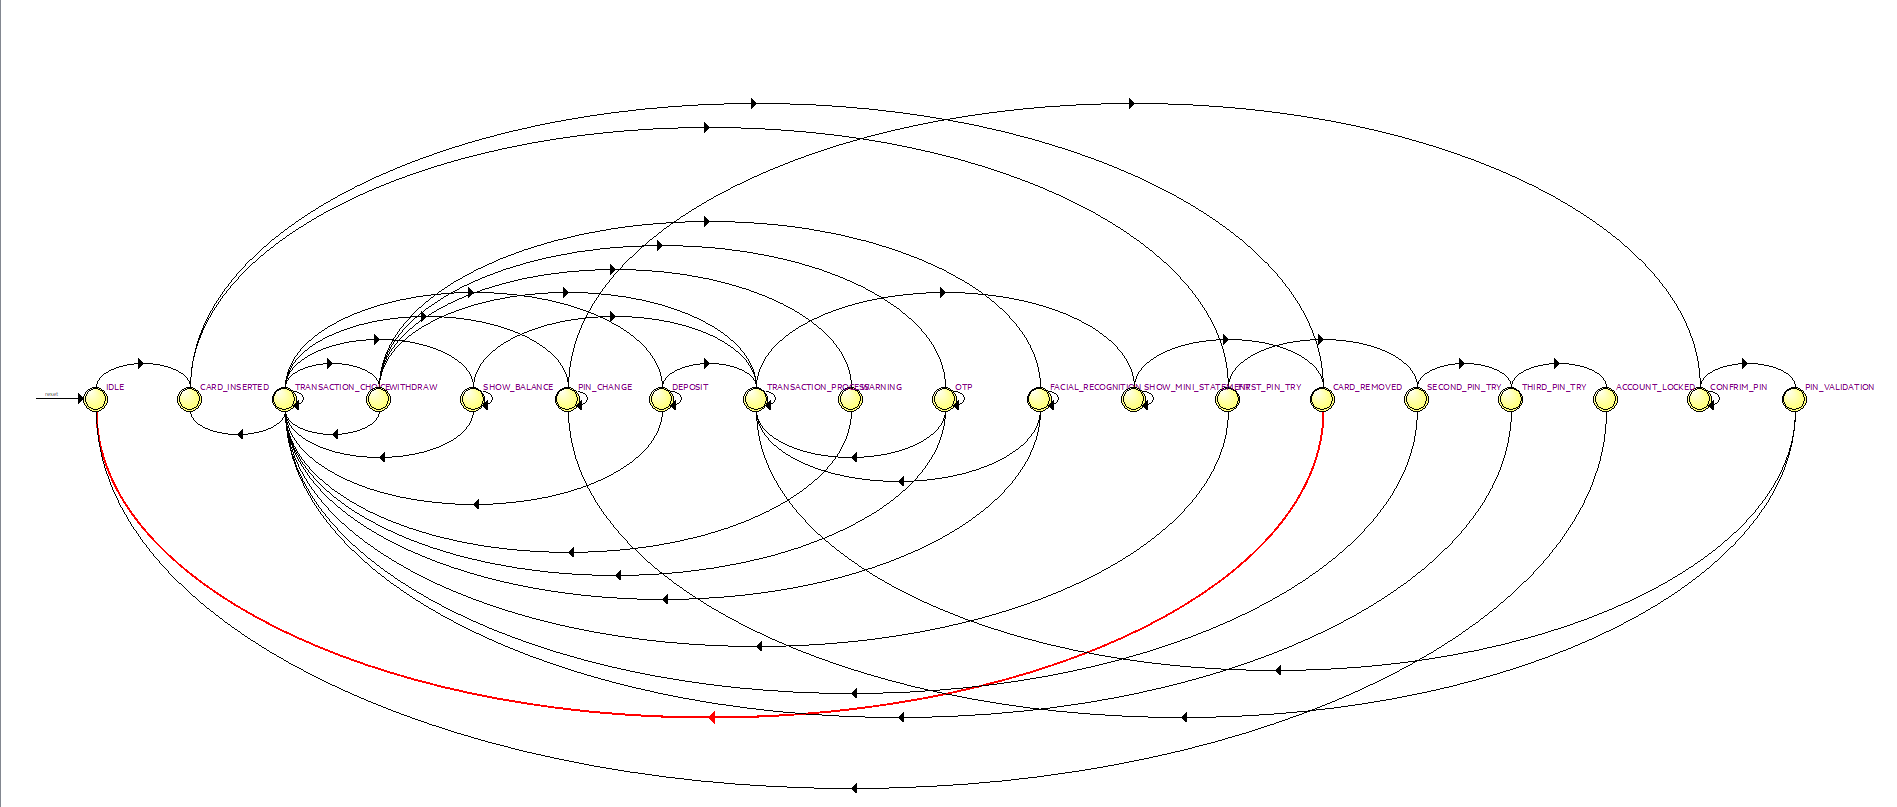 reset
IDLE
CARD_INSERTED
TRANSACTION_CHOICE
WITHDRAW
SHOW_BALANCE
PIN_CHANGE
DEPOSIT
TRANSACTION_PROCESS
WARNING
OTP
FACIAL_RECOGNITION
SHOW_MINI_STATEMENT
FIRST_PIN_TRY
CARD_REMOVED
SECOND_PIN_TRY
THIRD_PIN_TRY
ACCOUNT_LOCKED
CONFRIM_PIN
PIN_VALIDATION